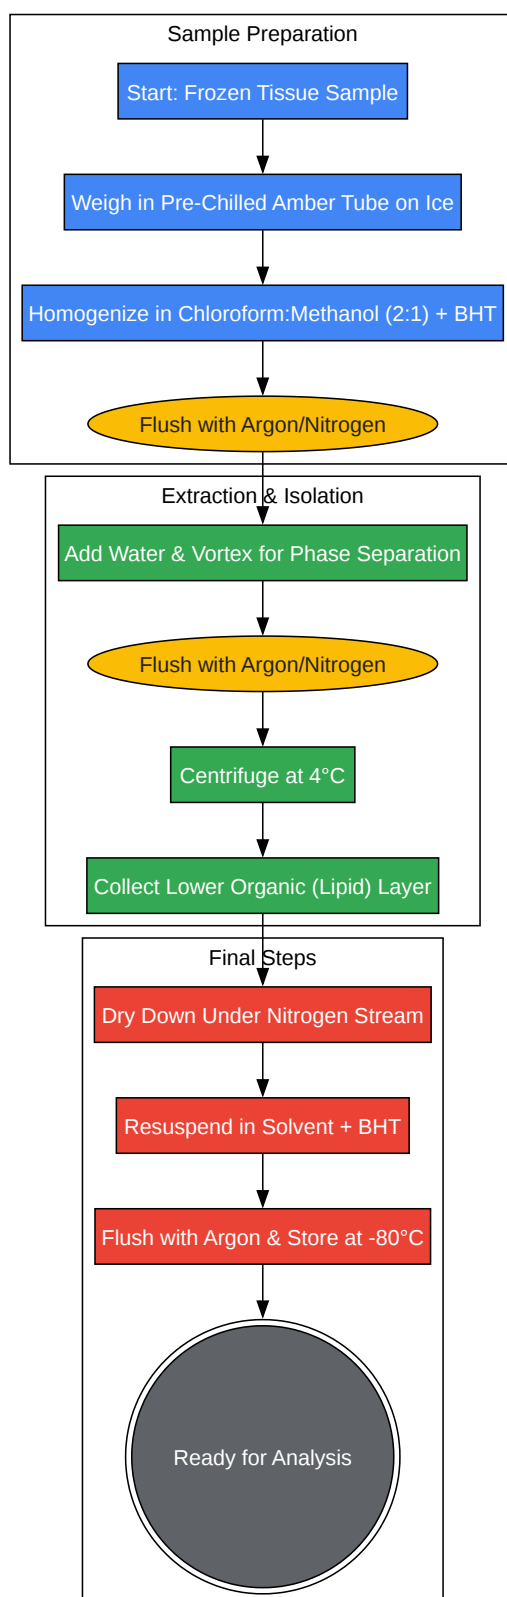 Sample Preparation
Start: Frozen Tissue Sample
Weigh in Pre-Chilled Amber Tube on Ice
Homogenize in Chloroform:Methanol (2:1) + BHT
Flush with Argon/Nitrogen
Extraction & Isolation
Add Water & Vortex for Phase Separation
Flush with Argon/Nitrogen
Centrifuge at 4°C
Collect Lower Organic (Lipid) Layer
Final Steps
Dry Down Under Nitrogen Stream
Resuspend in Solvent + BHT
Flush with Argon & Store at -80°C
Ready for Analysis